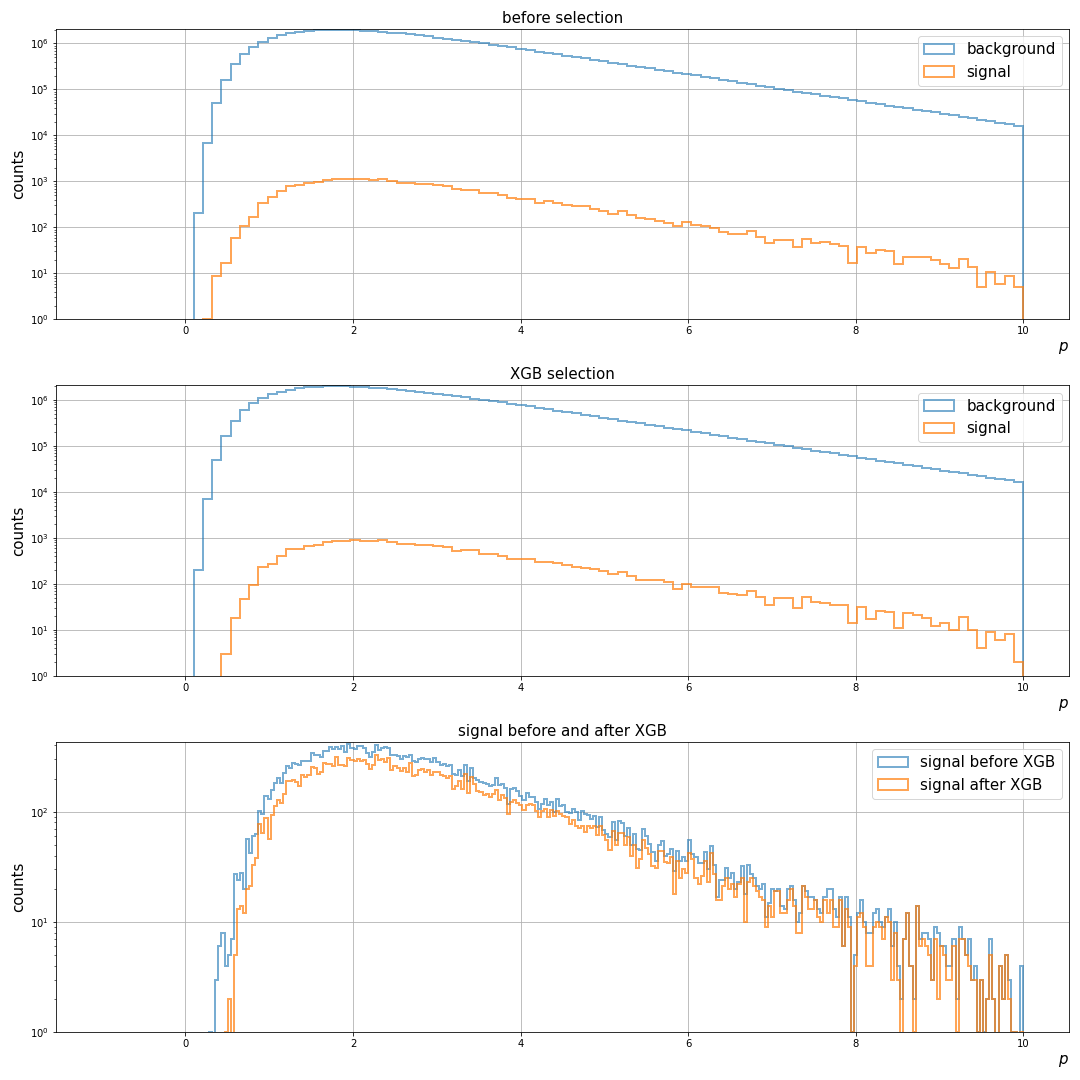 before selection
counts
10⁶
10⁵
10⁴
10³
10²
10¹
10⁰
background
signal
0 2 4 6 8 10
p
XGB selection
counts
10⁶
10⁵
10⁴
10³
10²
10¹
10⁰
background
signal
0 2 4 6 8 10
p
signal before and after XGB
counts
10²
10¹
10⁰
signal before XGB
signal after XGB
0 2 4 6 8 10
p